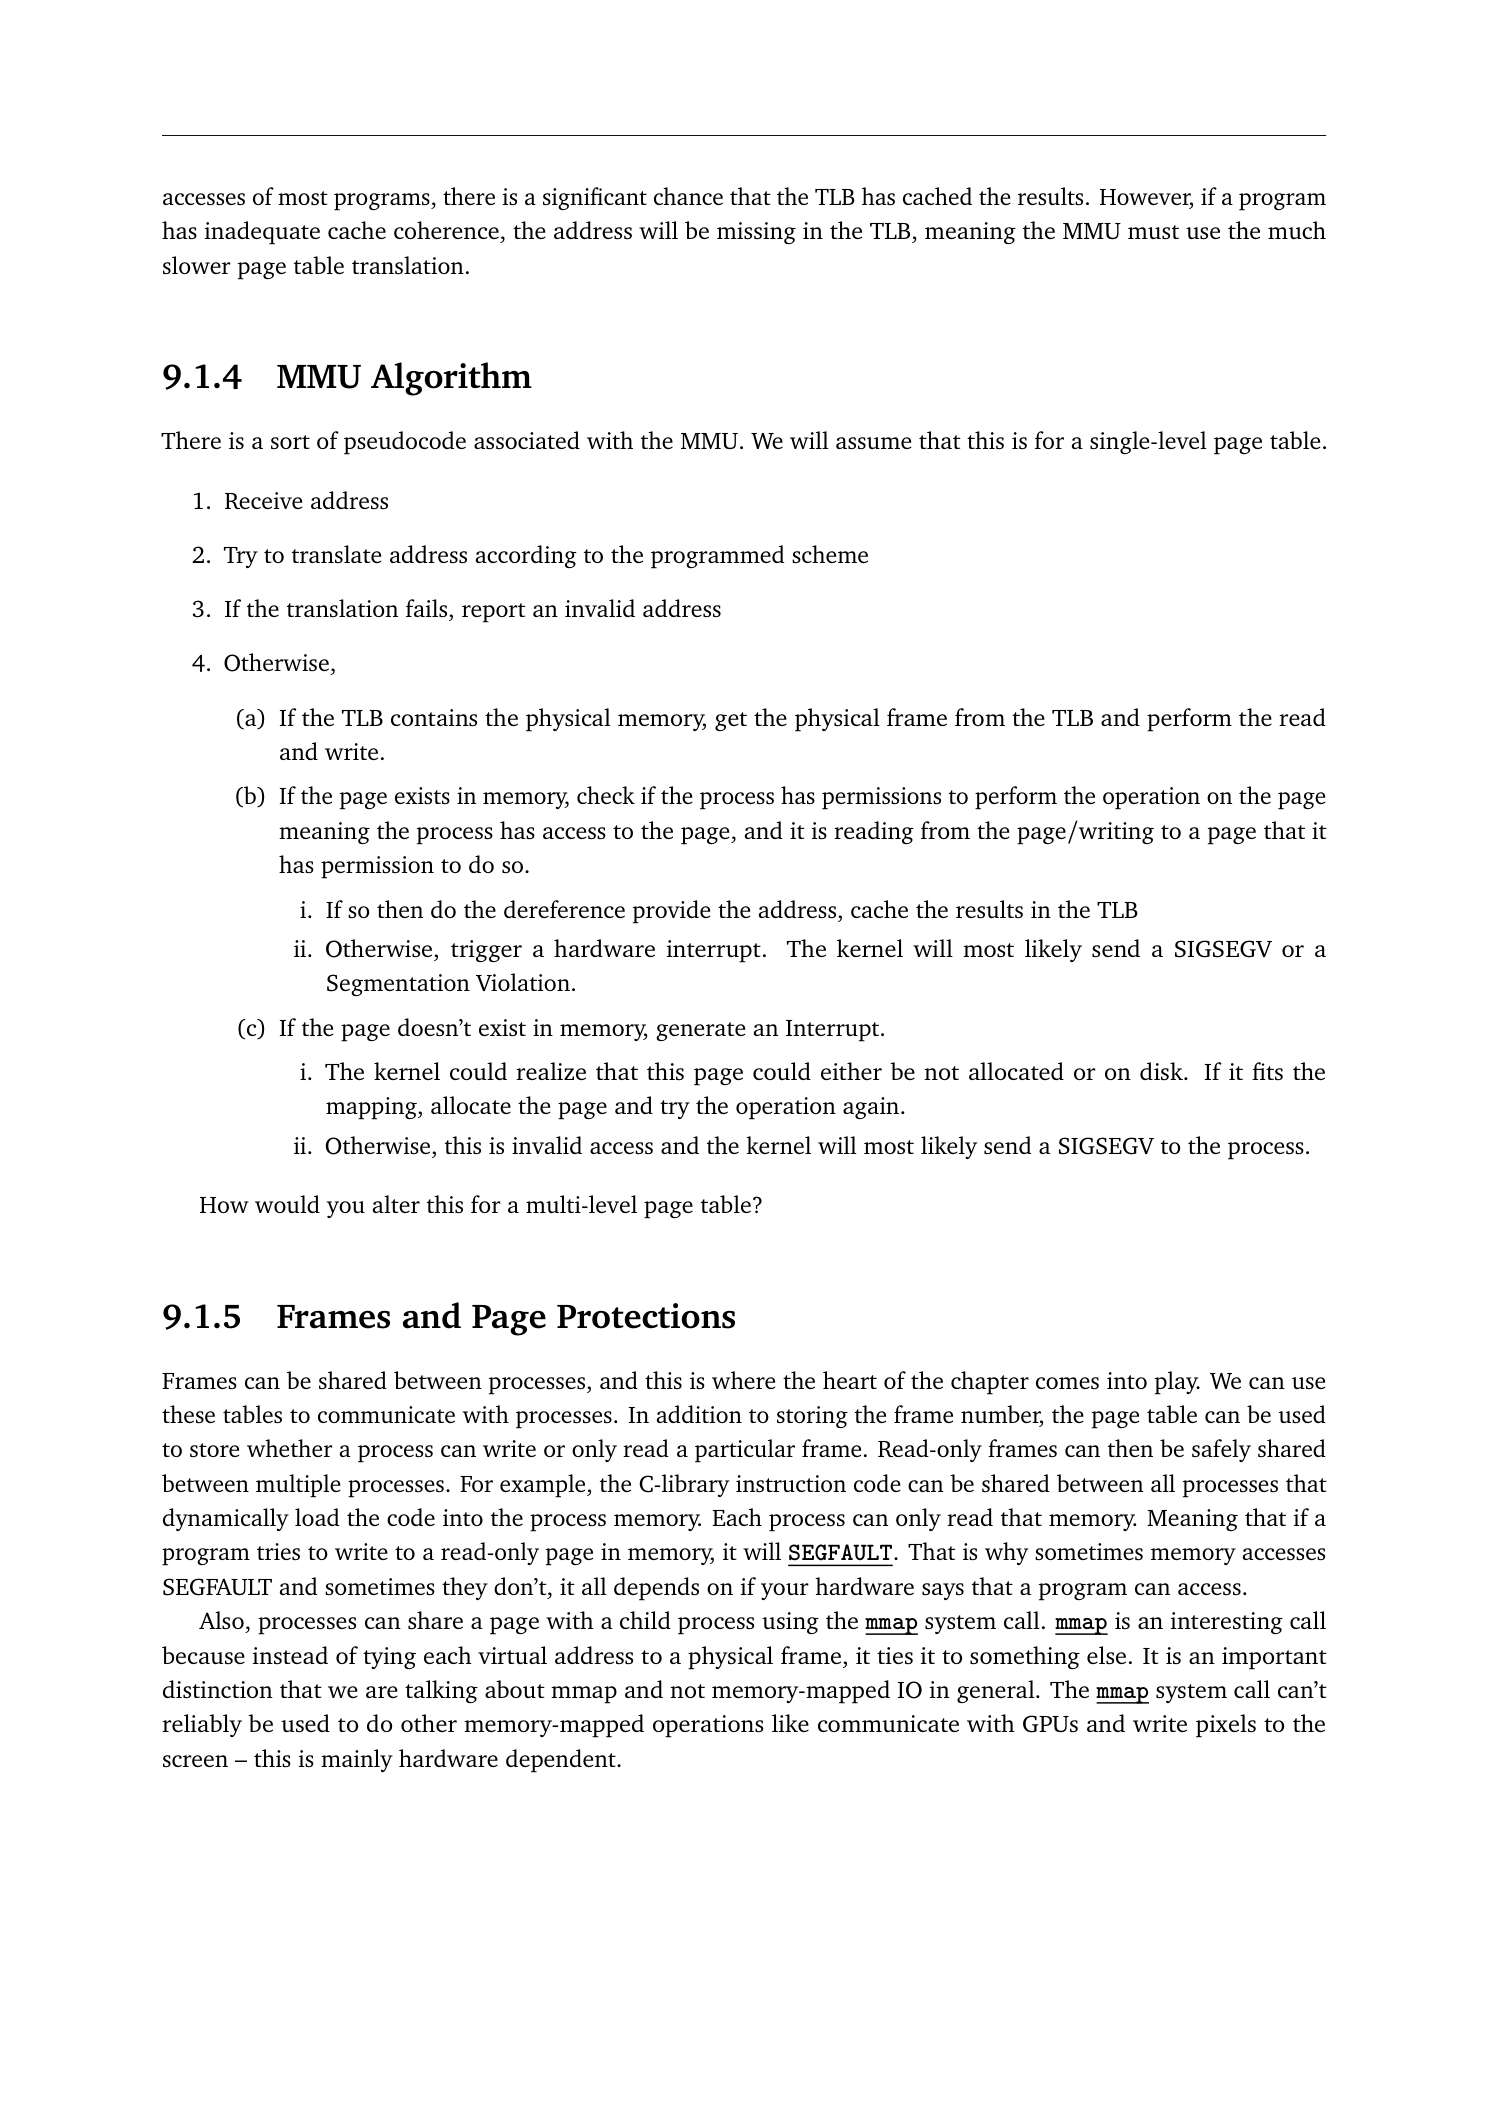 accesses of most programs, there is a significant chance that the TLB has cached the results. However, if a program
has inadequate cache coherence, the address will be missing in the TLB, meaning the MMU must use the much
slower page table translation.
9.1.4 MMU Algorithm
There is a sort of pseudocode associated with the MMU. We will assume that this is for a single-level page table.
1. Receive address
2. Try to translate address according to the programmed scheme
3. If the translation fails, report an invalid address
4. Otherwise,
(a) If the TLB contains the physical memory, get the physical frame from the TLB and perform the read
and write.
(b) If the page exists in memory, check if the process has permissions to perform the operation on the page
meaning the process has access to the page, and it is reading from the page/writing to a page that it
has permission to do so.
i. If so then do the dereference provide the address, cache the results in the TLB
ii. Otherwise, trigger a hardware interrupt. The kernel will most likely send a SIGSEGV or a
Segmentation Violation.
(c) If the page doesn't exist in memory, generate an Interrupt.
i. The kernel could realize that this page could either be not allocated or on disk. If it fits the
mapping, allocate the page and try the operation again.
ii. Otherwise, this is invalid access and the kernel will most likely send a SIGSEGV to the process.
How would you alter this for a multi-level page table?
9.1.5 Frames and Page Protections
Frames can be shared between processes, and this is where the heart of the chapter comes into play. We can use
these tables to communicate with processes. In addition to storing the frame number, the page table can be used
to store whether a process can write or only read a particular frame. Read-only frames can then be safely shared
between multiple processes. For example, the C-library instruction code can be shared between all processes that
dynamically load the code into the process memory. Each process can only read that memory. Meaning that if a
program tries to write to a read-only page in memory, it will SEGFAULT. That is why sometimes memory accesses
SEGFAULT and sometimes they don't, it all depends on if your hardware says that a program can access.
Also, processes can share a page with a child process using the mmap system call. mmap is an interesting call
because instead of tying each virtual address to a physical frame, it ties it to something else. It is an important
distinction that we are talking about mmap and not memory-mapped IO in general. The mmap system call can't
reliably be used to do other memory-mapped operations like communicate with GPUs and write pixels to the
screen – this is mainly hardware dependent.